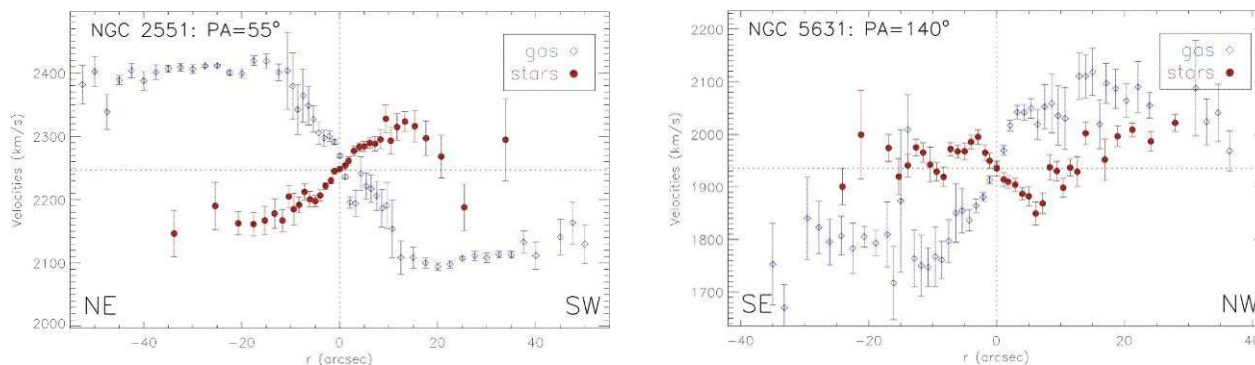 NGC 2551: PA=55°
gas
stars
Velocities (km/s)
2400
2300
2200
2100
2000
NE
SW
-40
-20
0
20
40
r (arcsec)
NGC 5631: PA=140°
gas
stars
Velocities (km/s)
2200
2100
2000
1900
1800
1700
SE
NW
-40
-20
0
20
40
r (arcsec)